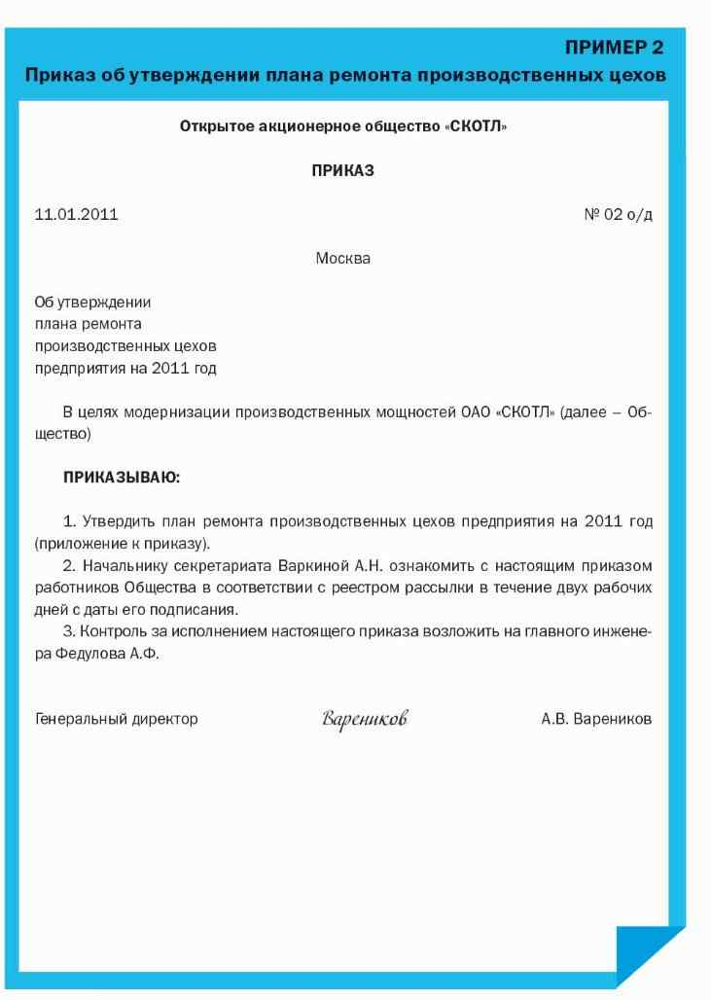 ПРИМЕР 2
Приказ об утверждении плана ремонта производственных цехов
Открытое акционерное общество «СКОТЛ»
ПРИКАЗ
11.01.2011 № 02 о/д
Москва
Об утверждении
плана ремонта
производственных цехов
предприятия на 2011 год
В целях модернизации производственных мощностей ОАО «СКОТЛ» (далее – Об-
щество)
ПРИКАЗЫВАЮ:
1. Утвердить план ремонта производственных цехов предприятия на 2011 год
(приложение к приказу).
2. Начальнику секретариата Варкиной А.Н. ознакомить с настоящим приказом
работников Общества в соответствии с реестром рассылки в течение двух рабочих
дней с даты его подписания.
3. Контроль за исполнением настоящего приказа возложить на главного инжене-
ра Федулова А.Ф.
Генеральный директор Вареников А.В. Вареников